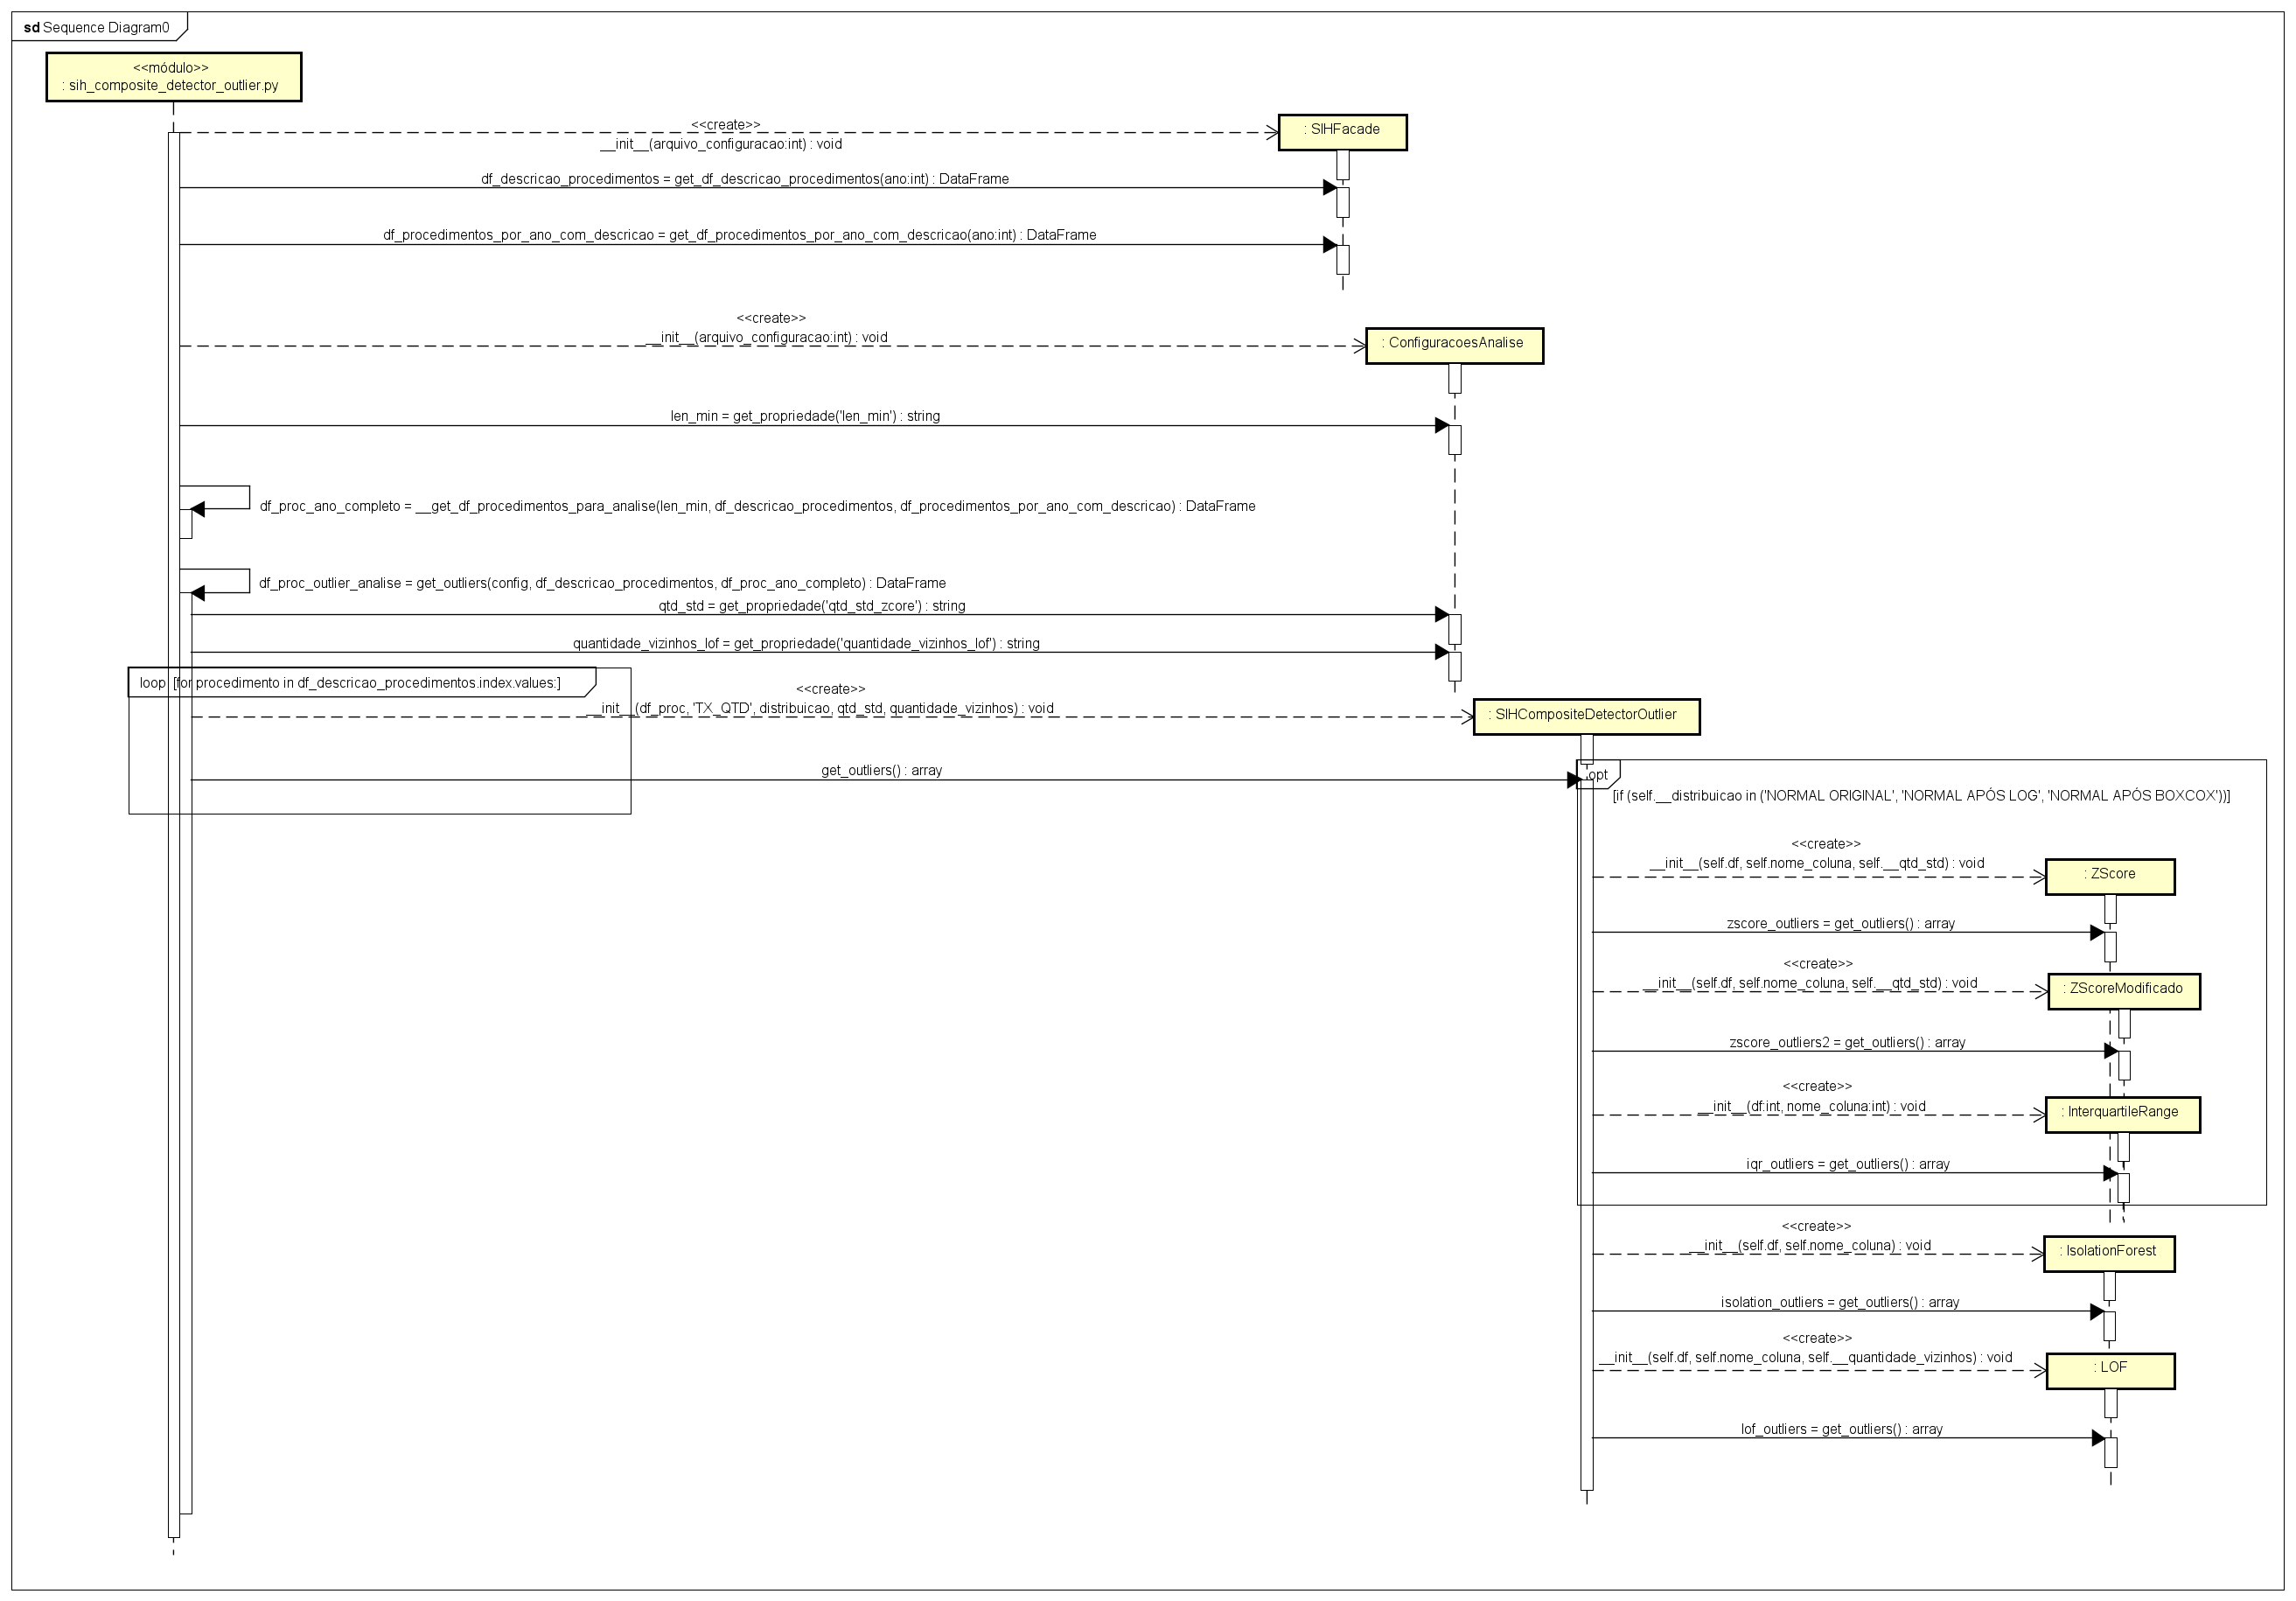 sd Sequence Diagram0
<<módulo>>
: sih_composite_detector_outlier.py
<<create>>
__init__(arquivo_configuracao:int) : void
: SIHFacade
df_descricao_procedimentos = get_df_descricao_procedimentos(ano:int) : DataFrame
df_procedimentos_por_ano_com_descricao = get_df_procedimentos_por_ano_com_descricao(ano:int) : DataFrame
<<create>>
__init__(arquivo_configuracao:int) : void
: ConfiguracoesAnalise
len_min = get_propriedade('len_min') : string
df_proc_ano_completo = __get_df_procedimentos_para_analise(len_min, df_descricao_procedimentos, df_procedimentos_por_ano_com_descricao) : DataFrame
df_proc_outlier_analise = get_outliers(config, df_descricao_procedimentos, df_proc_ano_completo) : DataFrame
qtd_std = get_propriedade('qtd_std_zcore') : string
quantidade_vizinhos_lof = get_propriedade('quantidade_vizinhos_lof') : string
loop [for procedimento in df_descricao_procedimentos.index.values:]
<<create>>
__init__(df_proc, 'TX_QTD', distribuicao, qtd_std, quantidade_vizinhos) : void
: SIHCompositeDetectorOutlier
get_outliers() : array
opt
[if (self.__distribuicao in ('NORMAL ORIGINAL', 'NORMAL APÓS LOG', 'NORMAL APÓS BOXCOX'))]
<<create>>
__init__(self.df, self.nome_coluna, self.__qtd_std) : void
: ZScore
zscore_outliers = get_outliers() : array
<<create>>
__init__(self.df, self.nome_coluna, self.__qtd_std) : void
: ZScoreModificado
zscore_outliers2 = get_outliers() : array
<<create>>
__init__(df:int, nome_coluna:int) : void
: InterquartileRange
iqr_outliers = get_outliers() : array
<<create>>
__init__(self.df, self.nome_coluna) : void
: IsolationForest
isolation_outliers = get_outliers() : array
<<create>>
__init__(self.df, self.nome_coluna, self.__quantidade_vizinhos) : void
: LOF
lof_outliers = get_outliers() : array